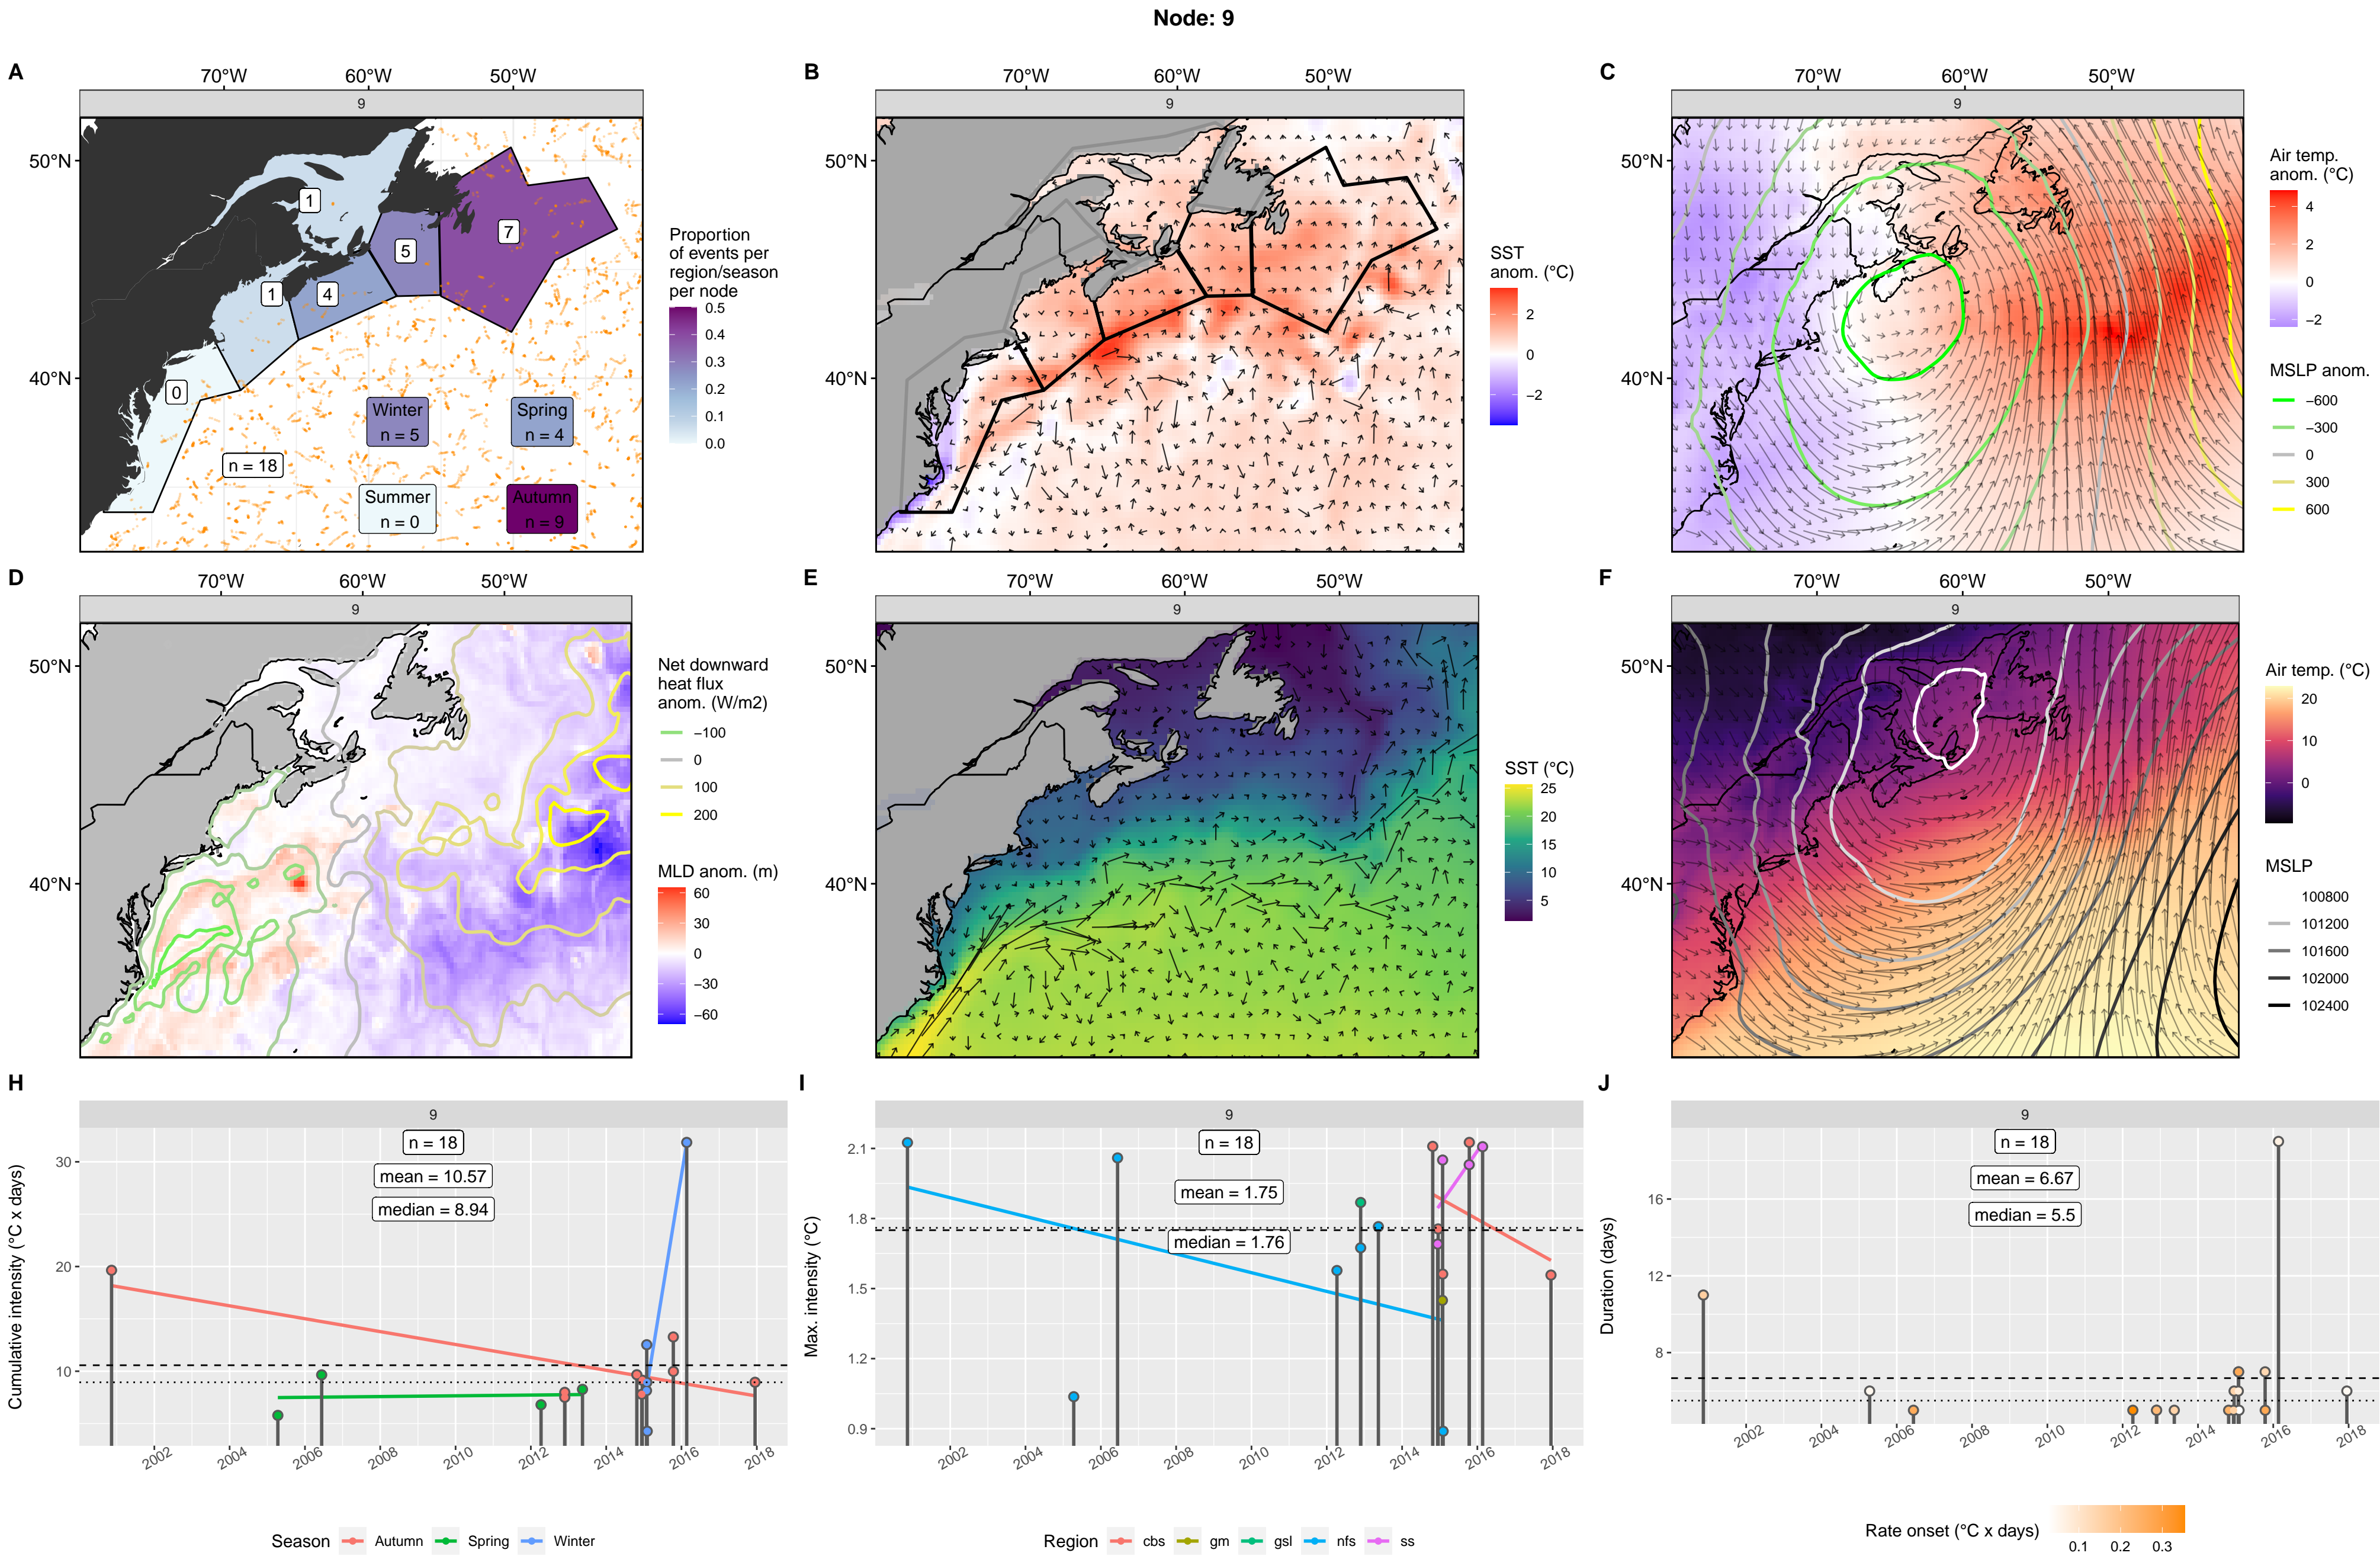 Node: 9
A
70°W 60°W 50°W
9
50°N
40°N
1
5
7
1
4
0
n = 18
Winter
n = 5
Spring
n = 4
Summer
n = 0
Autumn
n = 9
Proportion
of events per
region/season
per node
0.5
0.4
0.3
0.2
0.1
0.0
B
70°W 60°W 50°W
9
50°N
40°N
SST
anom. (°C)
2
0
−2
C
70°W 60°W 50°W
9
50°N
40°N
Air temp.
anom. (°C)
4
2
0
−2
MSLP anom.
−600
−300
0
300
600
D
70°W 60°W 50°W
9
50°N
40°N
Net downward
heat flux
anom. (W/m2)
−100
0
100
200
MLD anom. (m)
60
30
0
−30
−60
E
70°W 60°W 50°W
9
50°N
40°N
SST (°C)
25
20
15
10
5
F
70°W 60°W 50°W
9
50°N
40°N
Air temp. (°C)
20
10
0
MSLP
100800
101200
101600
102000
102400
H
9
n = 18
mean = 10.57
median = 8.94
Cumulative intensity (°C x days)
30
20
10
2002 2004 2006 2008 2010 2012 2014 2016 2018
Season Autumn Spring Winter
I
9
n = 18
mean = 1.75
median = 1.76
Max. intensity (°C)
2.1
1.8
1.5
1.2
0.9
2002 2004 2006 2008 2010 2012 2014 2016 2018
Region cbs gm gsl nfs ss
J
9
n = 18
mean = 6.67
median = 5.5
Duration (days)
16
12
8
2002 2004 2006 2008 2010 2012 2014 2016 2018
Rate onset (°C x days)
0.1 0.2 0.3